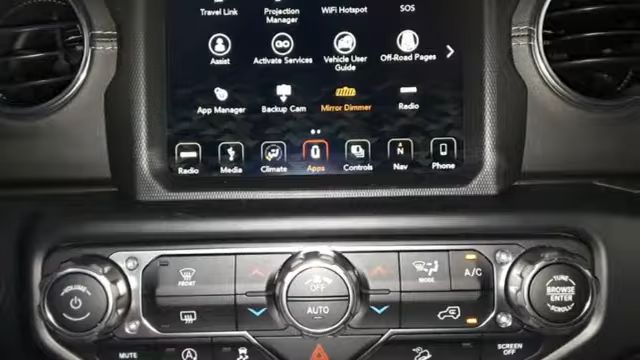 Travel Link
Projection
Manager
WiFi Hotspot
SOS
Assist
Activate Services
Vehicle User
Guide
Off-Road Pages
App Manager
Backup Cam
Mirror Dimmer
Radio
Radio
Media
Climate
Apps
Controls
N
Nav
Phone
VOLUME
FRONT
OFF
AUTO
MODE
A/C
TUNE
BROWSE
ENTER
SCROLL
MUTE
A
SCREEN OFF